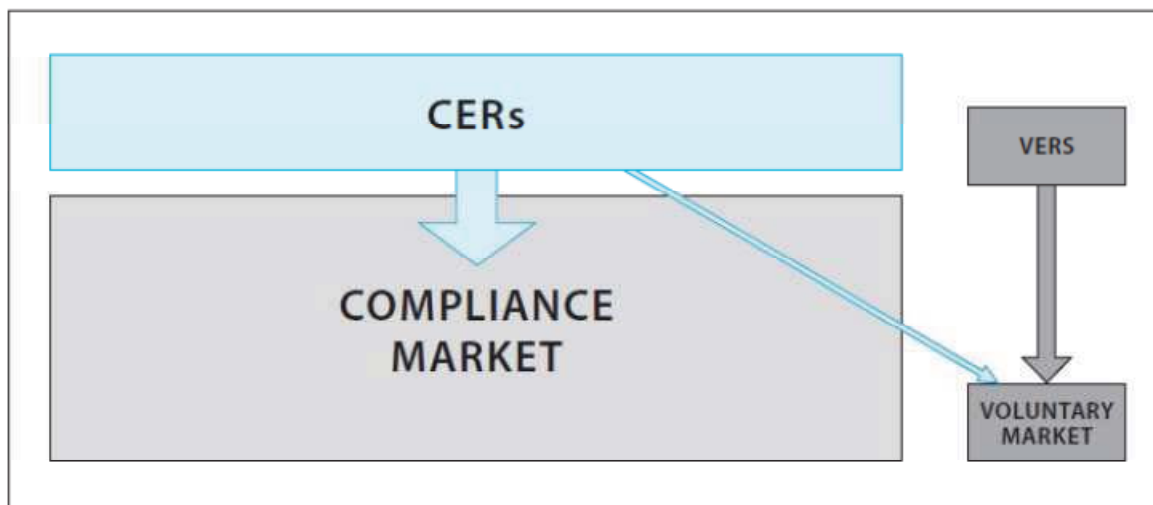 CERs
VERS
COMPLIANCE
MARKET
VOLUNTARY
MARKET